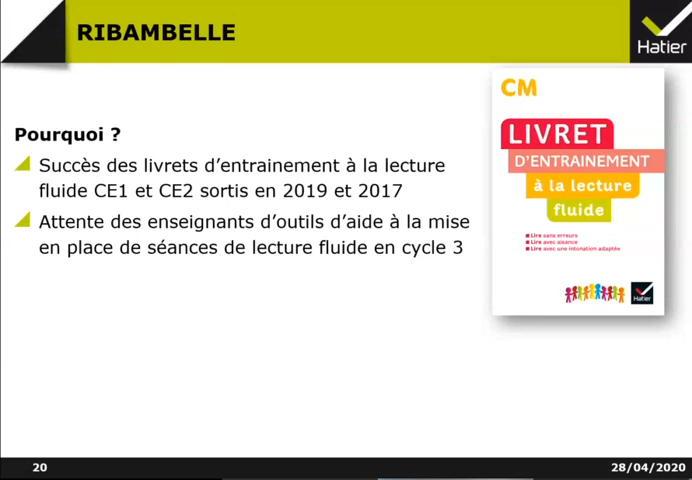 RIBAMBELLE
Hatier
CM
LIVRET
D'ENTRAINEMENT
à la lecture
fluide
Lire sans erreurs
Lire avec aisance
Lire avec une intonation adaptée
Hatier
Pourquoi ?
Succès des livrets d'entrainement à la lecture
fluide CE1 et CE2 sortis en 2019 et 2017
Attente des enseignants d'outils d'aide à la mise
en place de séances de lecture fluide en cycle 3
20
28/04/2020